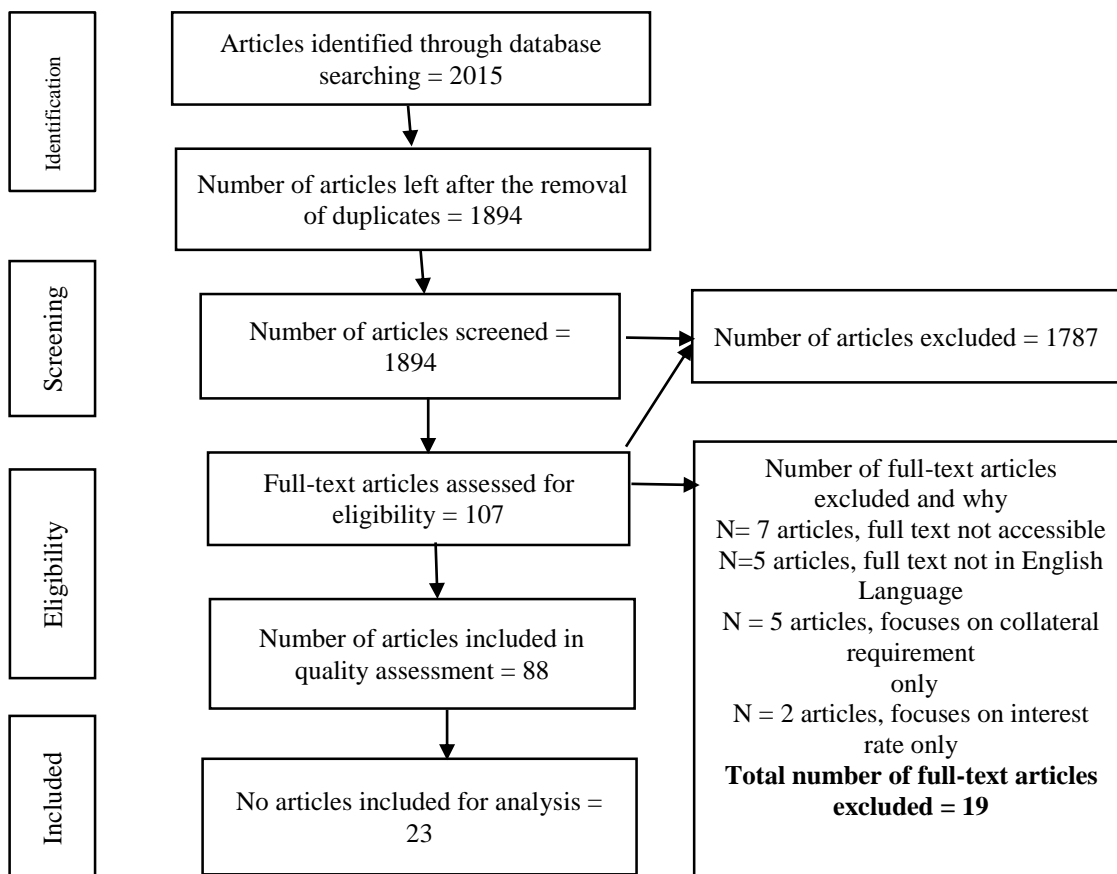 Identification
Articles identified through database
searching = 2015
Number of articles left after the removal
of duplicates = 1894
Screening
Number of articles screened =
1894
Number of articles excluded = 1787
Eligibility
Full-text articles assessed for
eligibility = 107
Number of full-text articles
excluded and why
N= 7 articles, full text not accessible
N=5 articles, full text not in English
Language
N = 5 articles, focuses on collateral
requirement
only
N = 2 articles, focuses on interest
rate only
Total number of full-text articles
excluded = 19
Number of articles included in
quality assessment = 88
Included
No articles included for analysis =
23